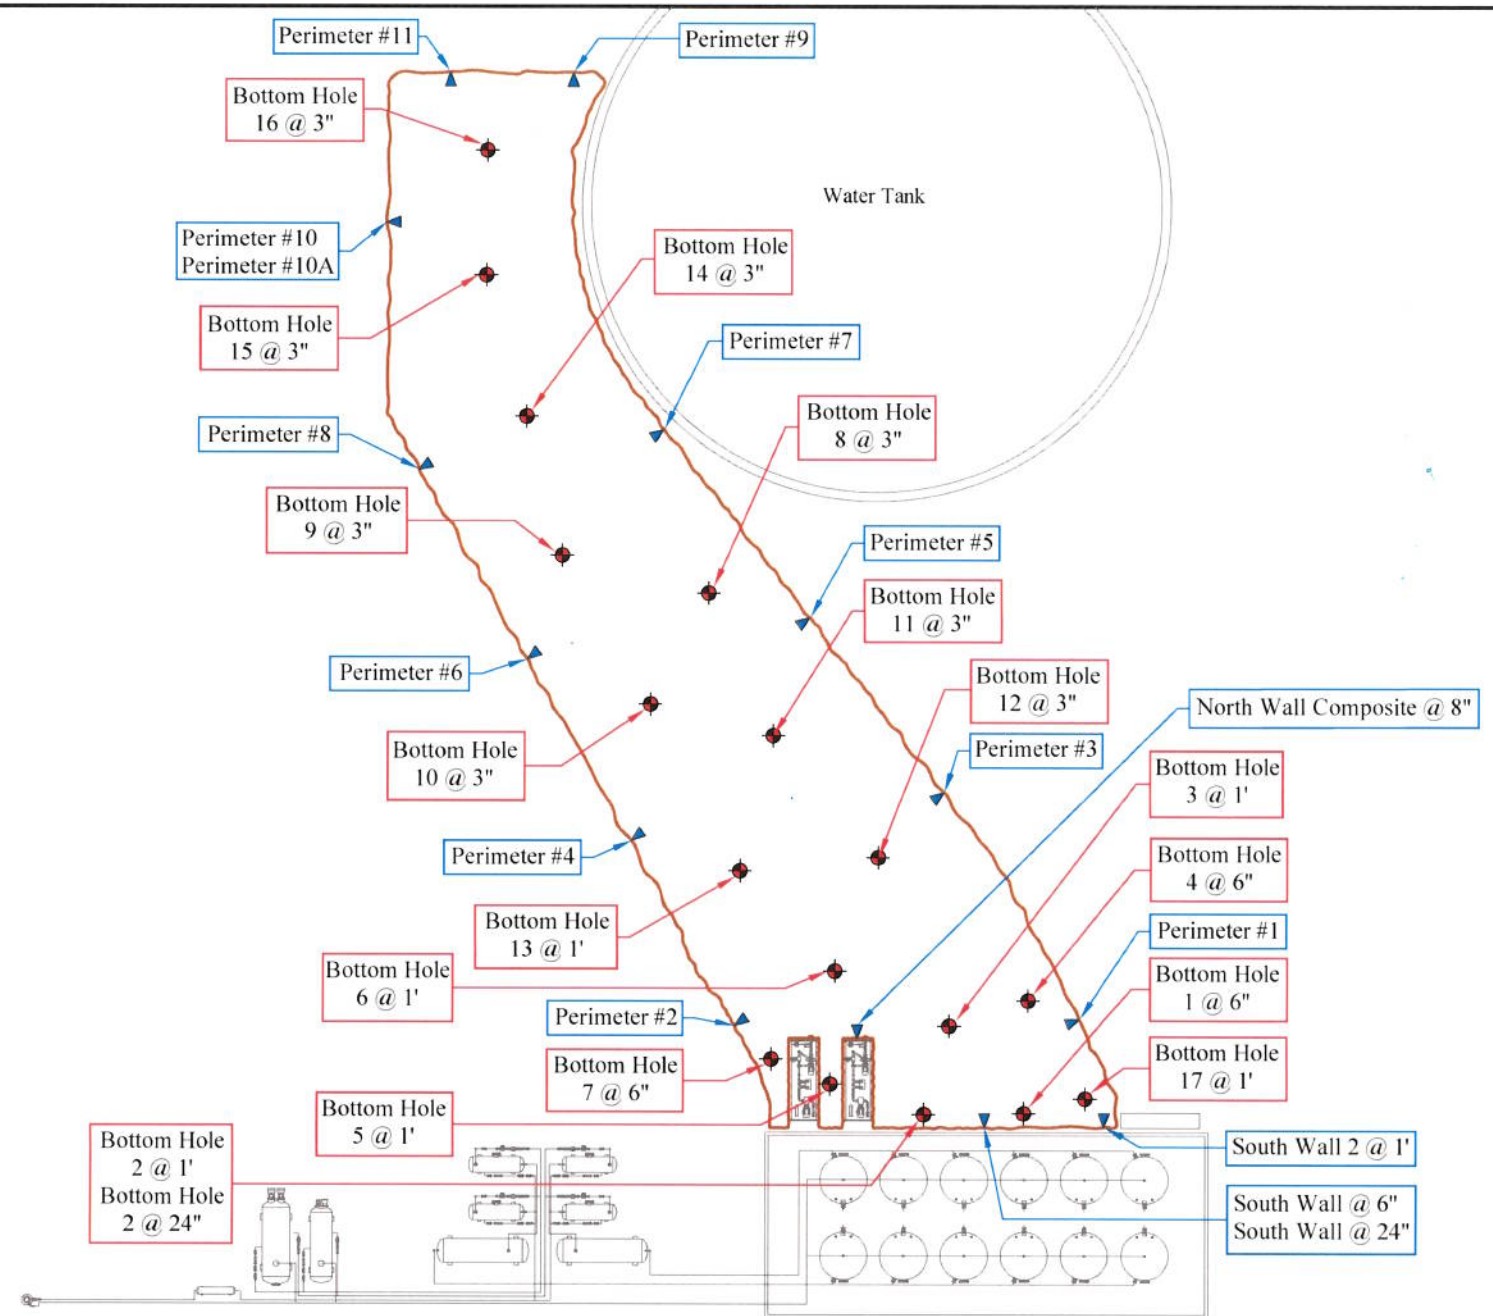 Perimeter #11
Perimeter #9
Bottom Hole
16 @ 3"
Water Tank
Perimeter #10
Perimeter #10A
Bottom Hole
14 @ 3"
Bottom Hole
15 @ 3"
Perimeter #7
Bottom Hole
8 @ 3"
Perimeter #8
Bottom Hole
9 @ 3"
Perimeter #5
Bottom Hole
11 @ 3"
Perimeter #6
Bottom Hole
12 @ 3"
North Wall Composite @ 8"
Bottom Hole
10 @ 3"
Perimeter #3
Bottom Hole
3 @ 1'
Perimeter #4
Bottom Hole
4 @ 6"
Bottom Hole
13 @ 1'
Perimeter #1
Bottom Hole
6 @ 1'
Bottom Hole
1 @ 6"
Perimeter #2
Bottom Hole
7 @ 6"
Bottom Hole
17 @ 1'
Bottom Hole
5 @ 1'
Bottom Hole
2 @ 1'
Bottom Hole
2 @ 24"
South Wall 2 @ 1'
South Wall @ 6"
South Wall @ 24"